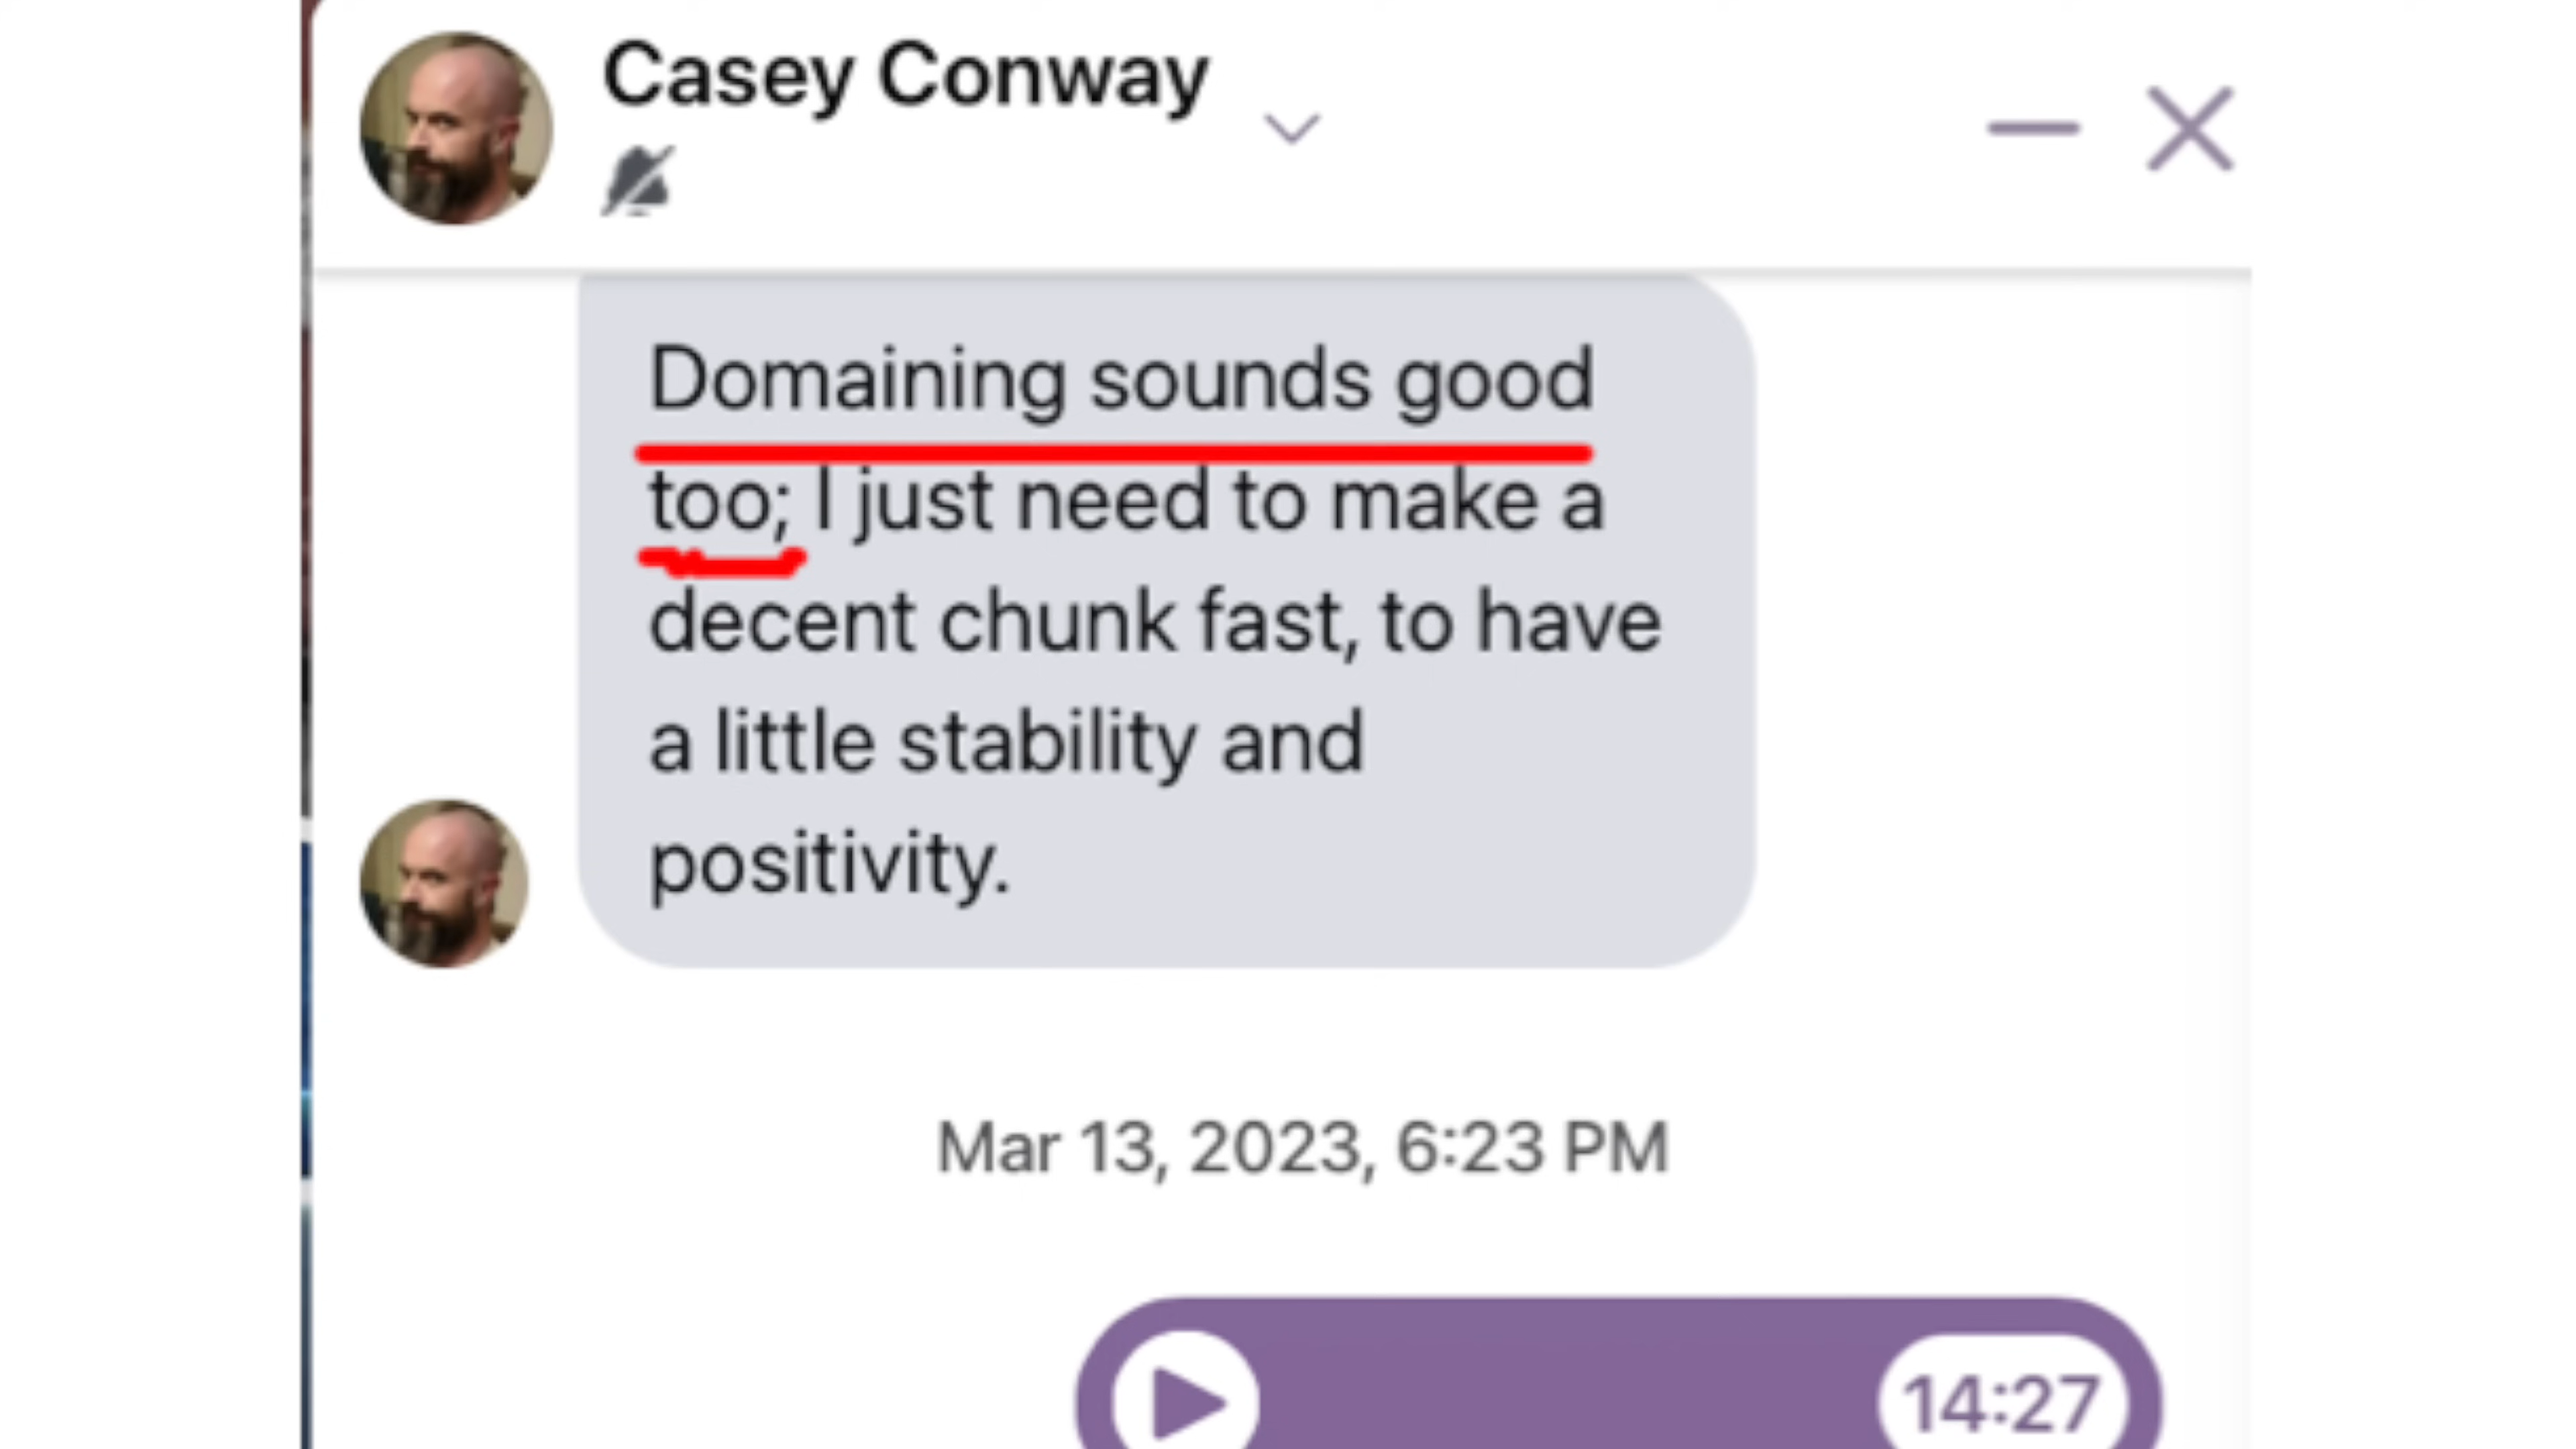 Casey Conway
Domaining sounds good
too; I just need to make a
decent chunk fast, to have
a little stability and
positivity.
Mar 13, 2023, 6:23 PM
14:27